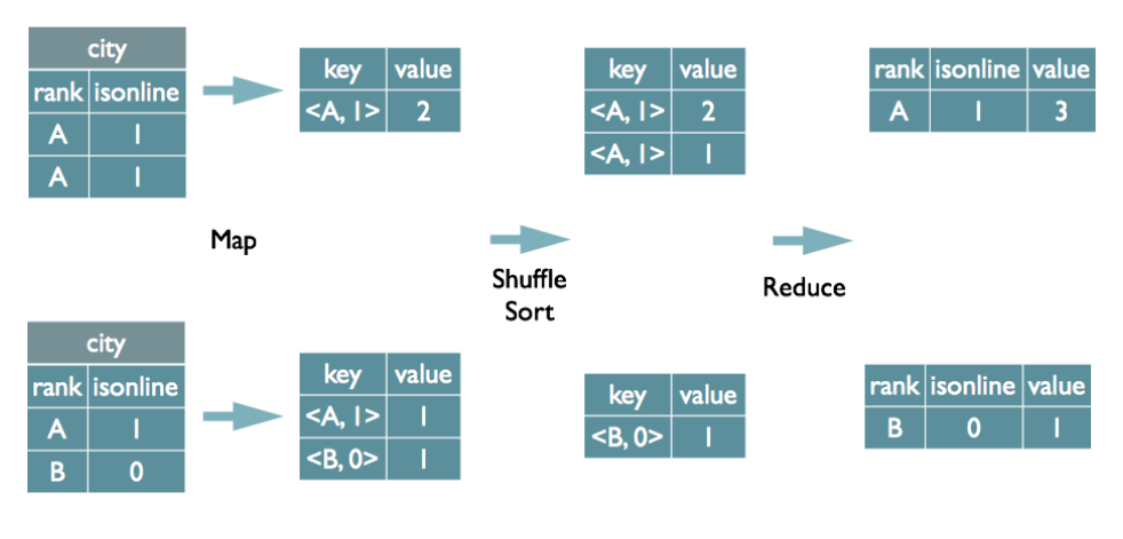 city
rank isonline
A 1
A 1
key value
<A, 1> 2
key value
<A, 1> 2
<A, 1> 1
rank isonline value
A 1 3
Map
Shuffle
Sort
Reduce
city
rank isonline
A 1
B 0
key value
<A, 1> 1
<B, 0> 1
key value
<B, 0> 1
rank isonline value
B 0 1